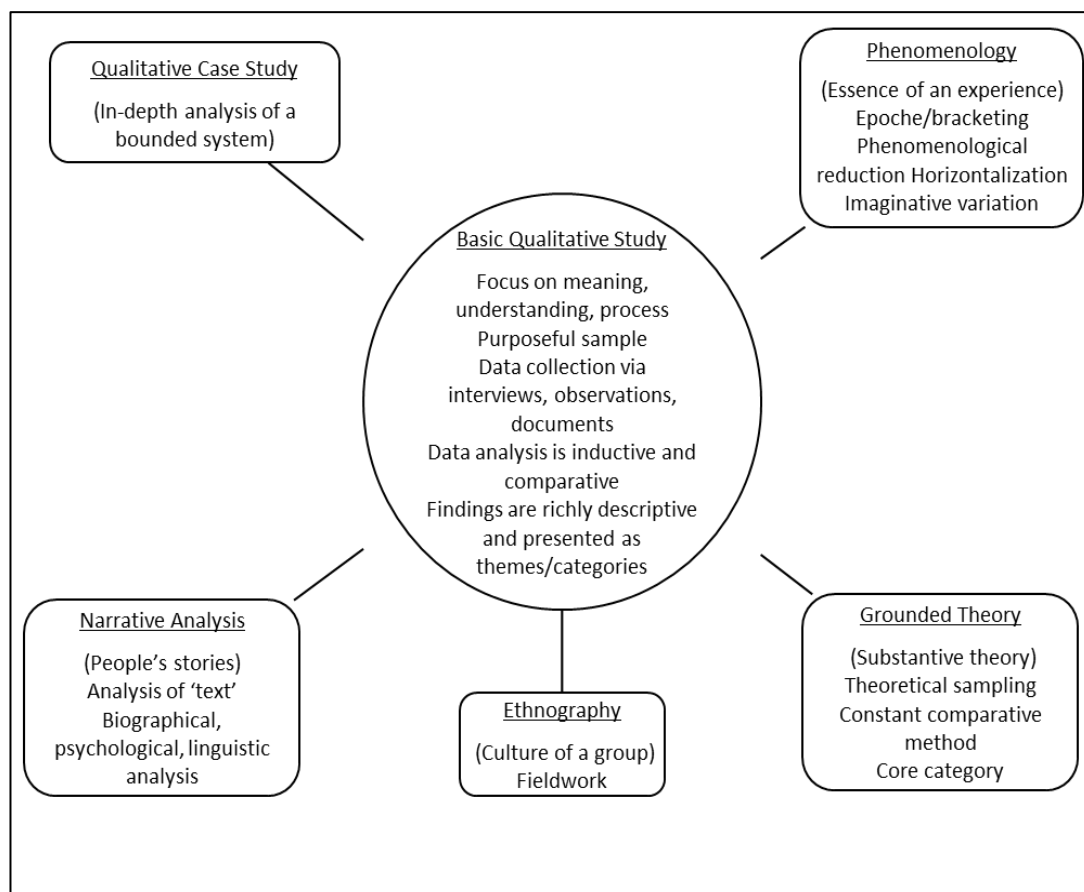 Qualitative Case Study
(In-depth analysis of a
bounded system)
Phenomenology
(Essence of an experience)
Epoche/bracketing
Phenomenological
reduction Horizontalization
Imaginative variation
Basic Qualitative Study
Focus on meaning,
understanding, process
Purposeful sample
Data collection via
interviews, observations,
documents
Data analysis is inductive and
comparative
Findings are richly descriptive
and presented as
themes/categories
Narrative Analysis
(People’s stories)
Analysis of ‘text’
Biographical,
psychological, linguistic
analysis
Ethnography
(Culture of a group)
Fieldwork
Grounded Theory
(Substantive theory)
Theoretical sampling
Constant comparative
method
Core category